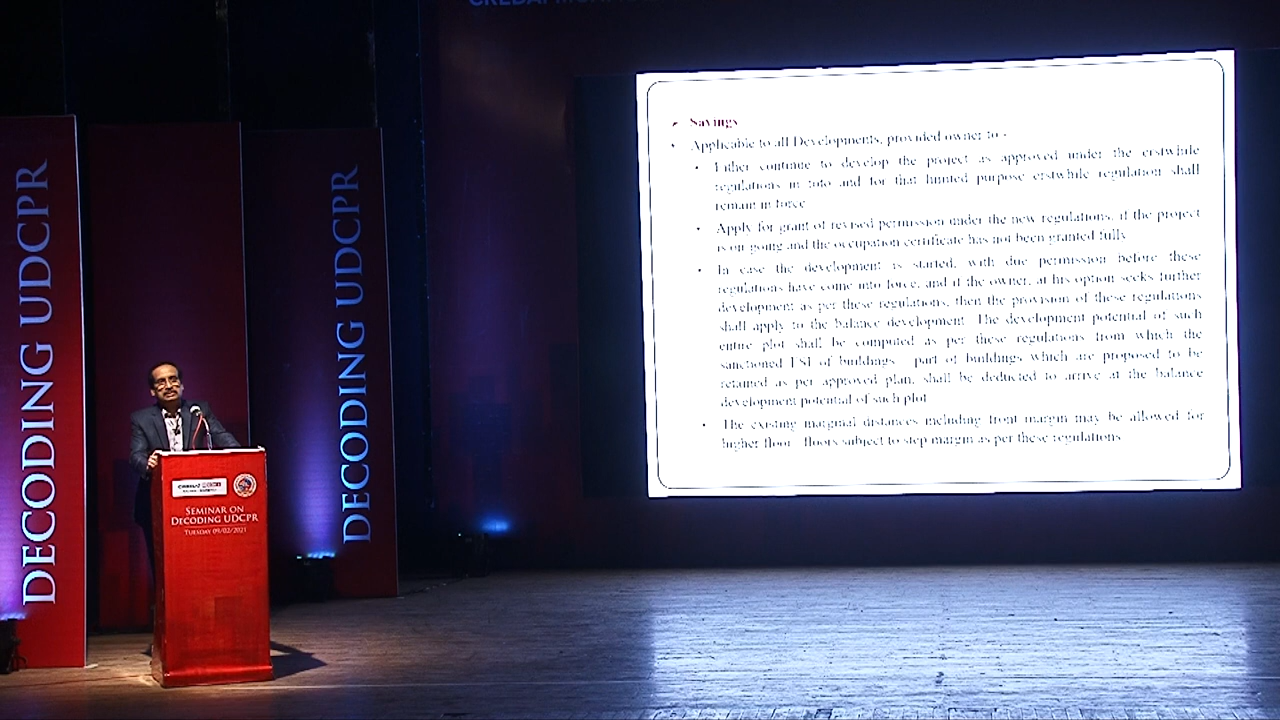 DECODING UDCPR
DECODING UDCPR
SEMINAR ON
DECODING UDCPR
TUESDAY 09/02/2021
Savings
Applicable to all Developments, provided owner to -
Either continue to develop the project as approved under the erstwhile
regulations in toto and for that limited purpose erstwhile regulation shall
remain in force
Apply for grant of revised permission under the new regulations, if the project
is on going and the occupation certificate has not been granted fully
In case the development is started, with due permission before these
regulations have come into force, and if the owner, at his option seeks further
development as per these regulations, then the provision of these regulations
shall apply to the balance development. The development potential of such
entire plot shall be computed as per these regulations from which the
sanctioned FSI of buildings part of buildings which are proposed to be
retained as per approved plan, shall be deducted to arrive at the balance
development potential of such plot
The existing marginal distances including front margin may be allowed for
higher floor floors subject to step margin as per these regulations